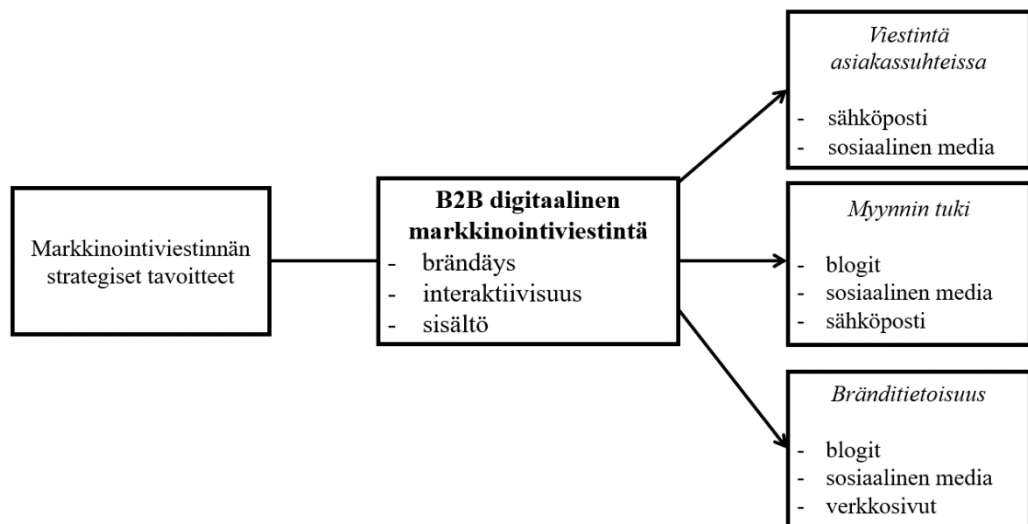 Markkinointiviestinnän
strategiset tavoitteet
B2B digitaalinen
markkinointiviestintä
- brändäys
- interaktiivisuus
- sisältö
Viestintä
asiakassuhteissa
- sähköposti
- sosiaalinen media
Myynnin tuki
- blogit
- sosiaalinen media
- sähköposti
Bränditietoisuus
- blogit
- sosiaalinen media
- verkkosivut